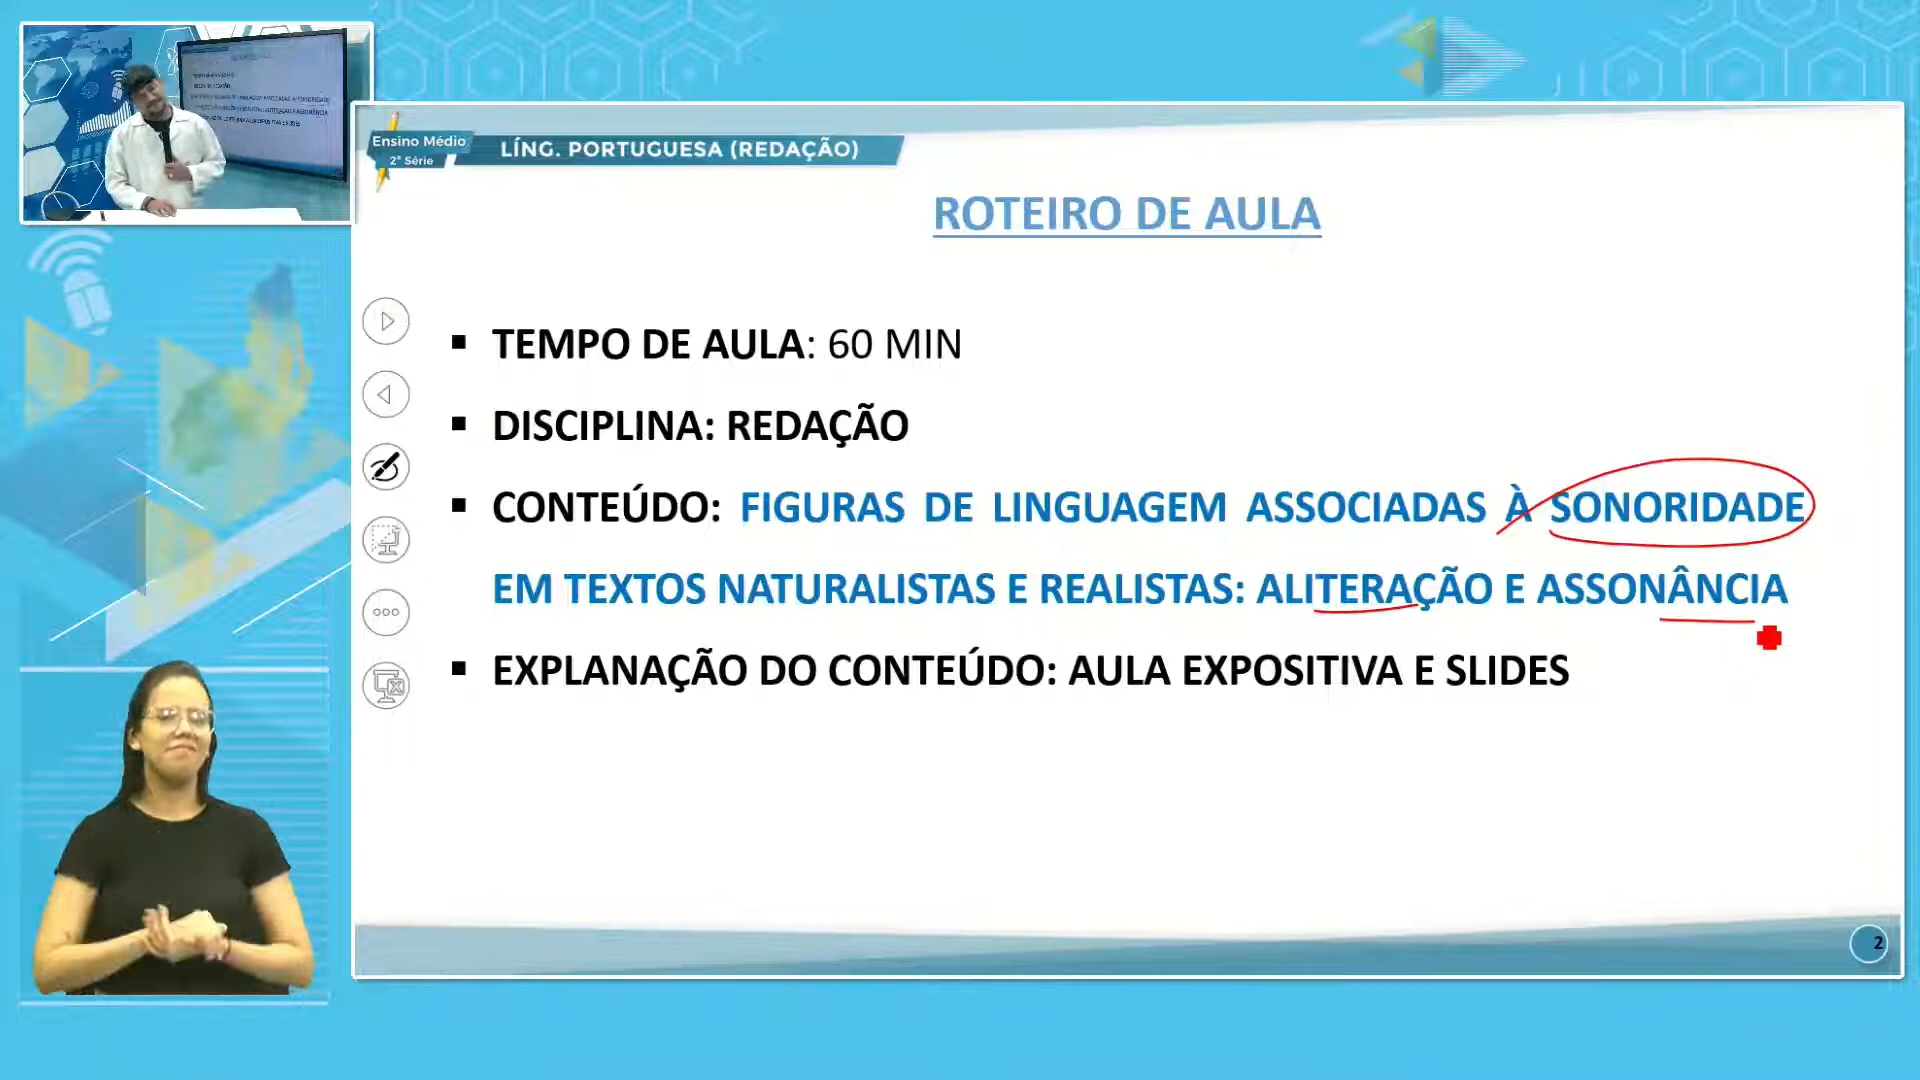 Ensino Médio
2ª Série
LÍNG. PORTUGUESA (REDAÇÃO)
ROTEIRO DE AULA
▪ TEMPO DE AULA: 60 MIN
▪ DISCIPLINA: REDAÇÃO
▪ CONTEÚDO: FIGURAS DE LINGUAGEM ASSOCIADAS À SONORIDADE
EM TEXTOS NATURALISTAS E REALISTAS: ALITERAÇÃO E ASSONÂNCIA
▪ EXPLANAÇÃO DO CONTEÚDO: AULA EXPOSITIVA E SLIDES
2